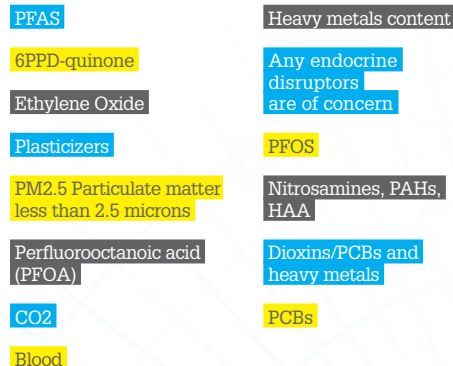 PFAS
6PPD-quinone
Ethylene Oxide
Plasticizers
PM2.5 Particulate matter
less than 2.5 microns
Perfluorooctanoic acid
(PFOA)
CO2
Blood
Heavy metals content
Any endocrine
disruptors
are of concern
PFOS
Nitrosamines, PAHs,
HAA
Dioxins/PCBs and
heavy metals
PCBs